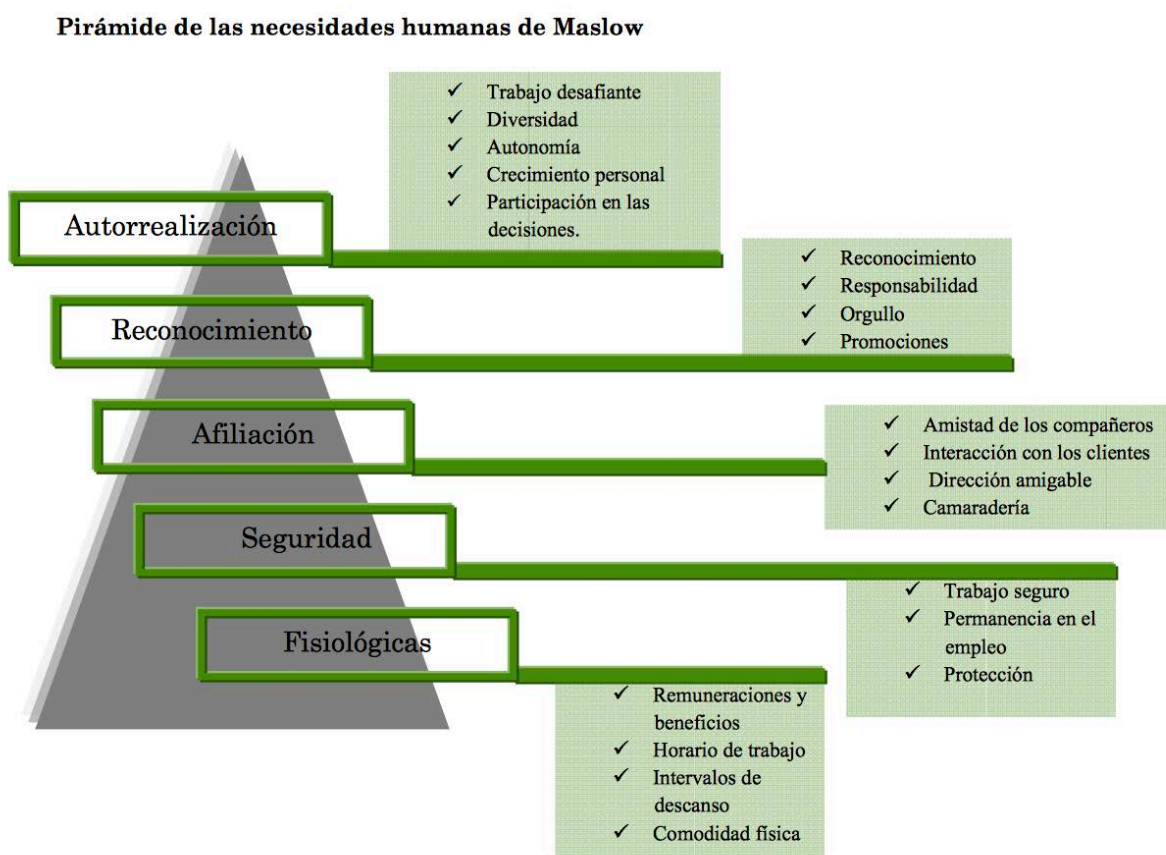 Pirámide de las necesidades humanas de Maslow
Autorrealización
✓ Trabajo desafiante
✓ Diversidad
✓ Autonomía
✓ Crecimiento personal
✓ Participación en las
decisiones.
Reconocimiento
✓ Reconocimiento
✓ Responsabilidad
✓ Orgullo
✓ Promociones
Afiliación
✓ Amistad de los compañeros
✓ Interacción con los clientes
✓ Dirección amigable
✓ Camaradería
Seguridad
✓ Trabajo seguro
✓ Permanencia en el
empleo
✓ Protección
Fisiológicas
✓ Remuneraciones y
beneficios
✓ Horario de trabajo
✓ Intervalos de
descanso
✓ Comodidad física